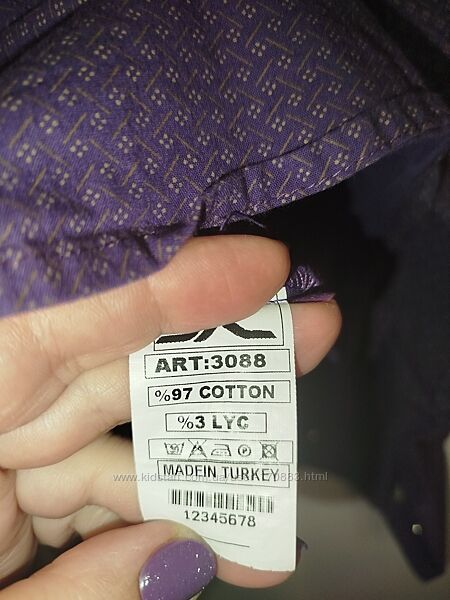 ART:3088
%97 COTTON
%3 LYC
MADEIN TURKEY
12345678